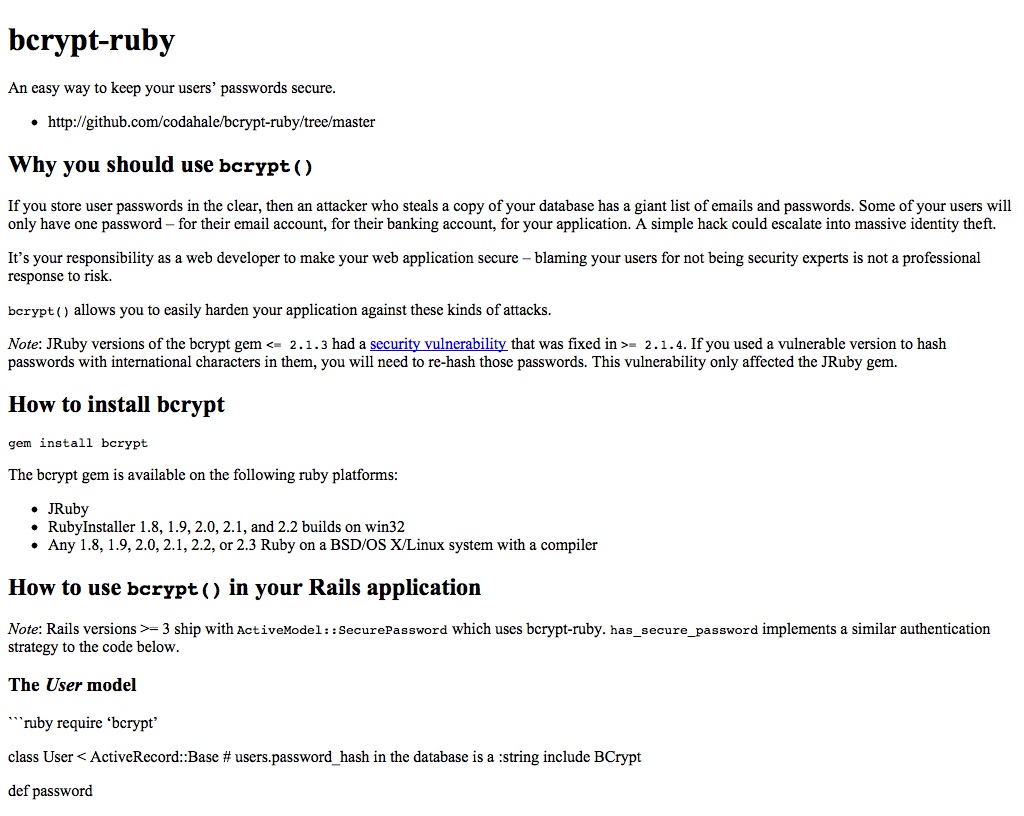 bcrypt-ruby
An easy way to keep your users’ passwords secure.
• http://github.com/codahale/bcrypt-ruby/tree/master
Why you should use bcrypt()
If you store user passwords in the clear, then an attacker who steals a copy of your database has a giant list of emails and passwords. Some of your users will
only have one password – for their email account, for their banking account, for your application. A simple hack could escalate into massive identity theft.
It’s your responsibility as a web developer to make your web application secure – blaming your users for not being security experts is not a professional
response to risk.
bcrypt() allows you to easily harden your application against these kinds of attacks.
Note: JRuby versions of the bcrypt gem <= 2.1.3 had a security vulnerability that was fixed in >= 2.1.4. If you used a vulnerable version to hash
passwords with international characters in them, you will need to re-hash those passwords. This vulnerability only affected the JRuby gem.
How to install bcrypt
gem install bcrypt
The bcrypt gem is available on the following ruby platforms:
• JRuby
• RubyInstaller 1.8, 1.9, 2.0, 2.1, and 2.2 builds on win32
• Any 1.8, 1.9, 2.0, 2.1, 2.2, or 2.3 Ruby on a BSD/OS X/Linux system with a compiler
How to use bcrypt() in your Rails application
Note: Rails versions >= 3 ship with ActiveModel::SecurePassword which uses bcrypt-ruby. has_secure_password implements a similar authentication
strategy to the code below.
The User model
```ruby require ‘bcrypt’
class User < ActiveRecord::Base # users.password_hash in the database is a :string include BCrypt
def password